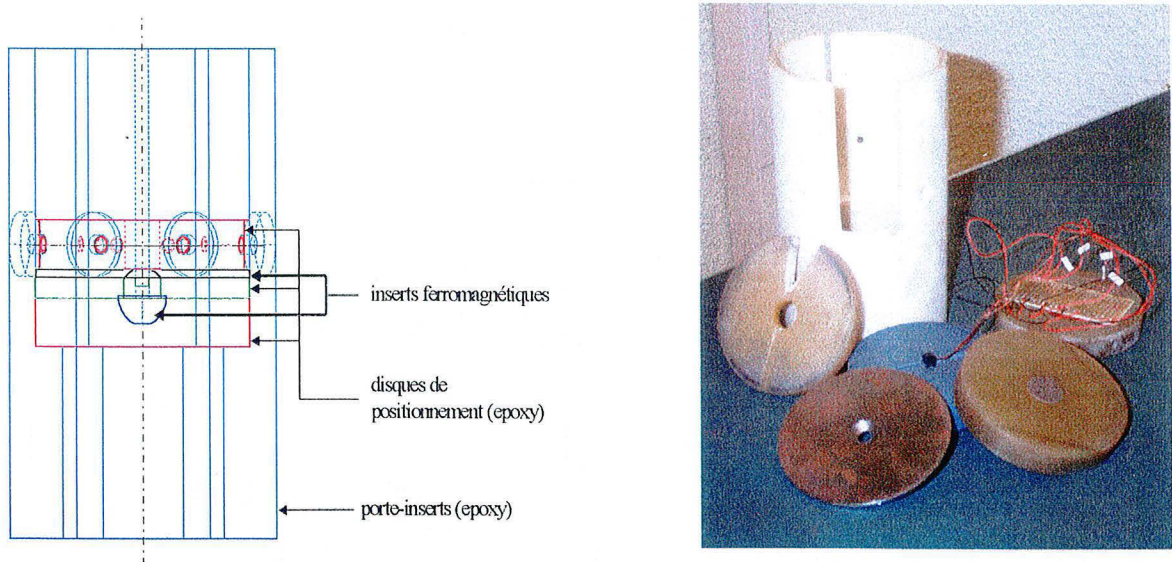 inserts ferromagnétiques
disques de
positionnement (epoxy)
porte-inserts (epoxy)